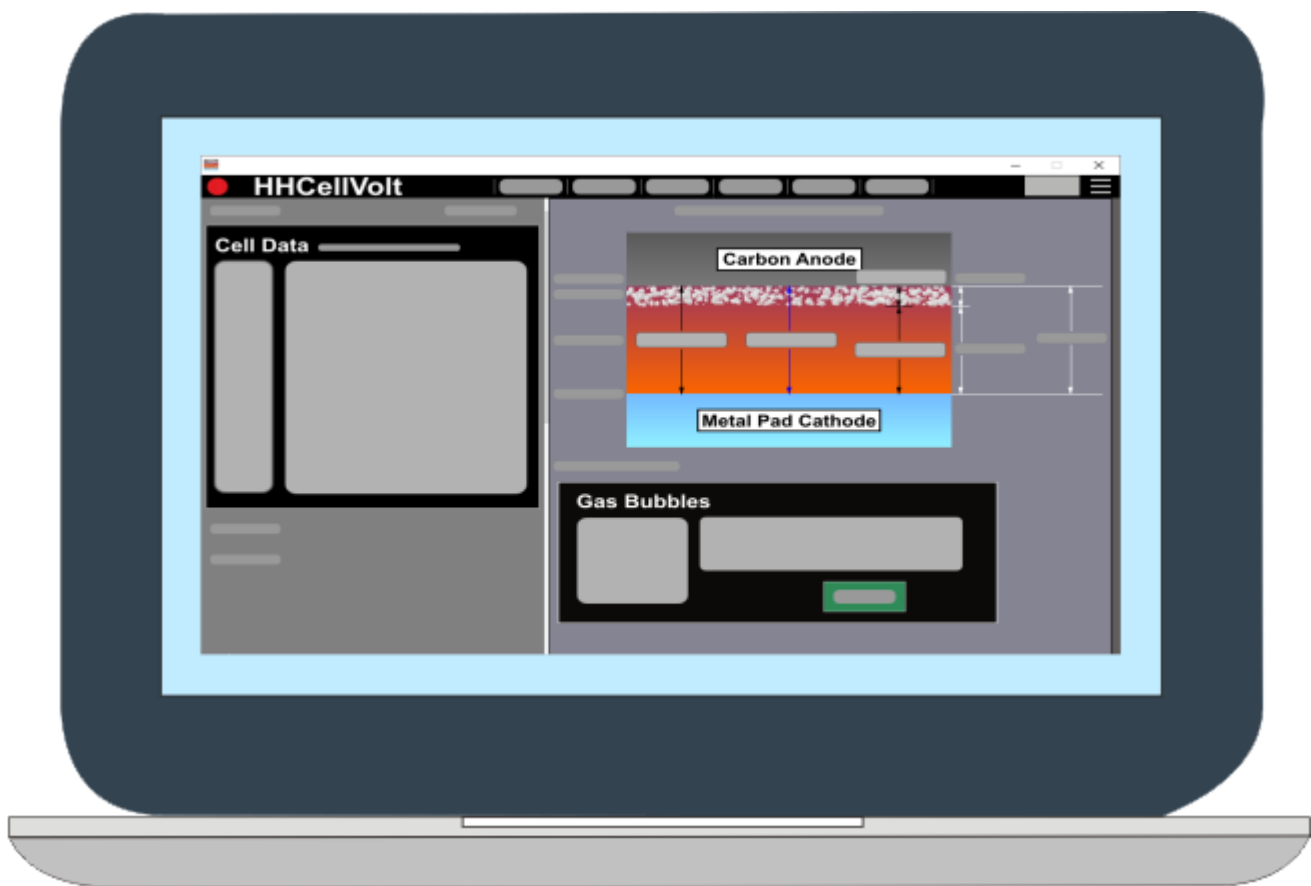 HHCellVolt
Cell Data
Carbon Anode
Metal Pad Cathode
Gas Bubbles